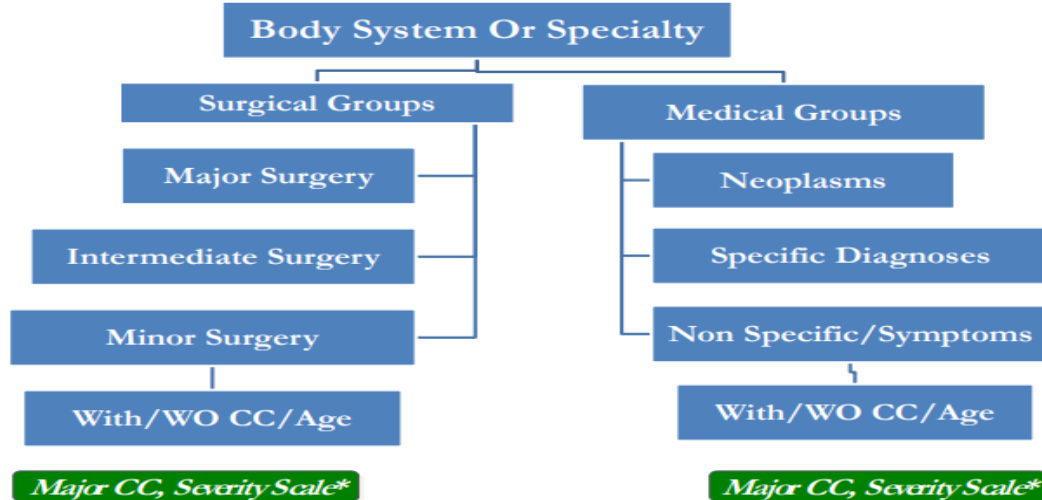 Body System Or Specialty
Surgical Groups
Major Surgery
Intermediate Surgery
Minor Surgery
With/WO CC/Age
Major CC, Severity Scale*
Medical Groups
Neoplasms
Specific Diagnoses
Non Specific/Symptoms
With/WO CC/Age
Major CC, Severity Scale*